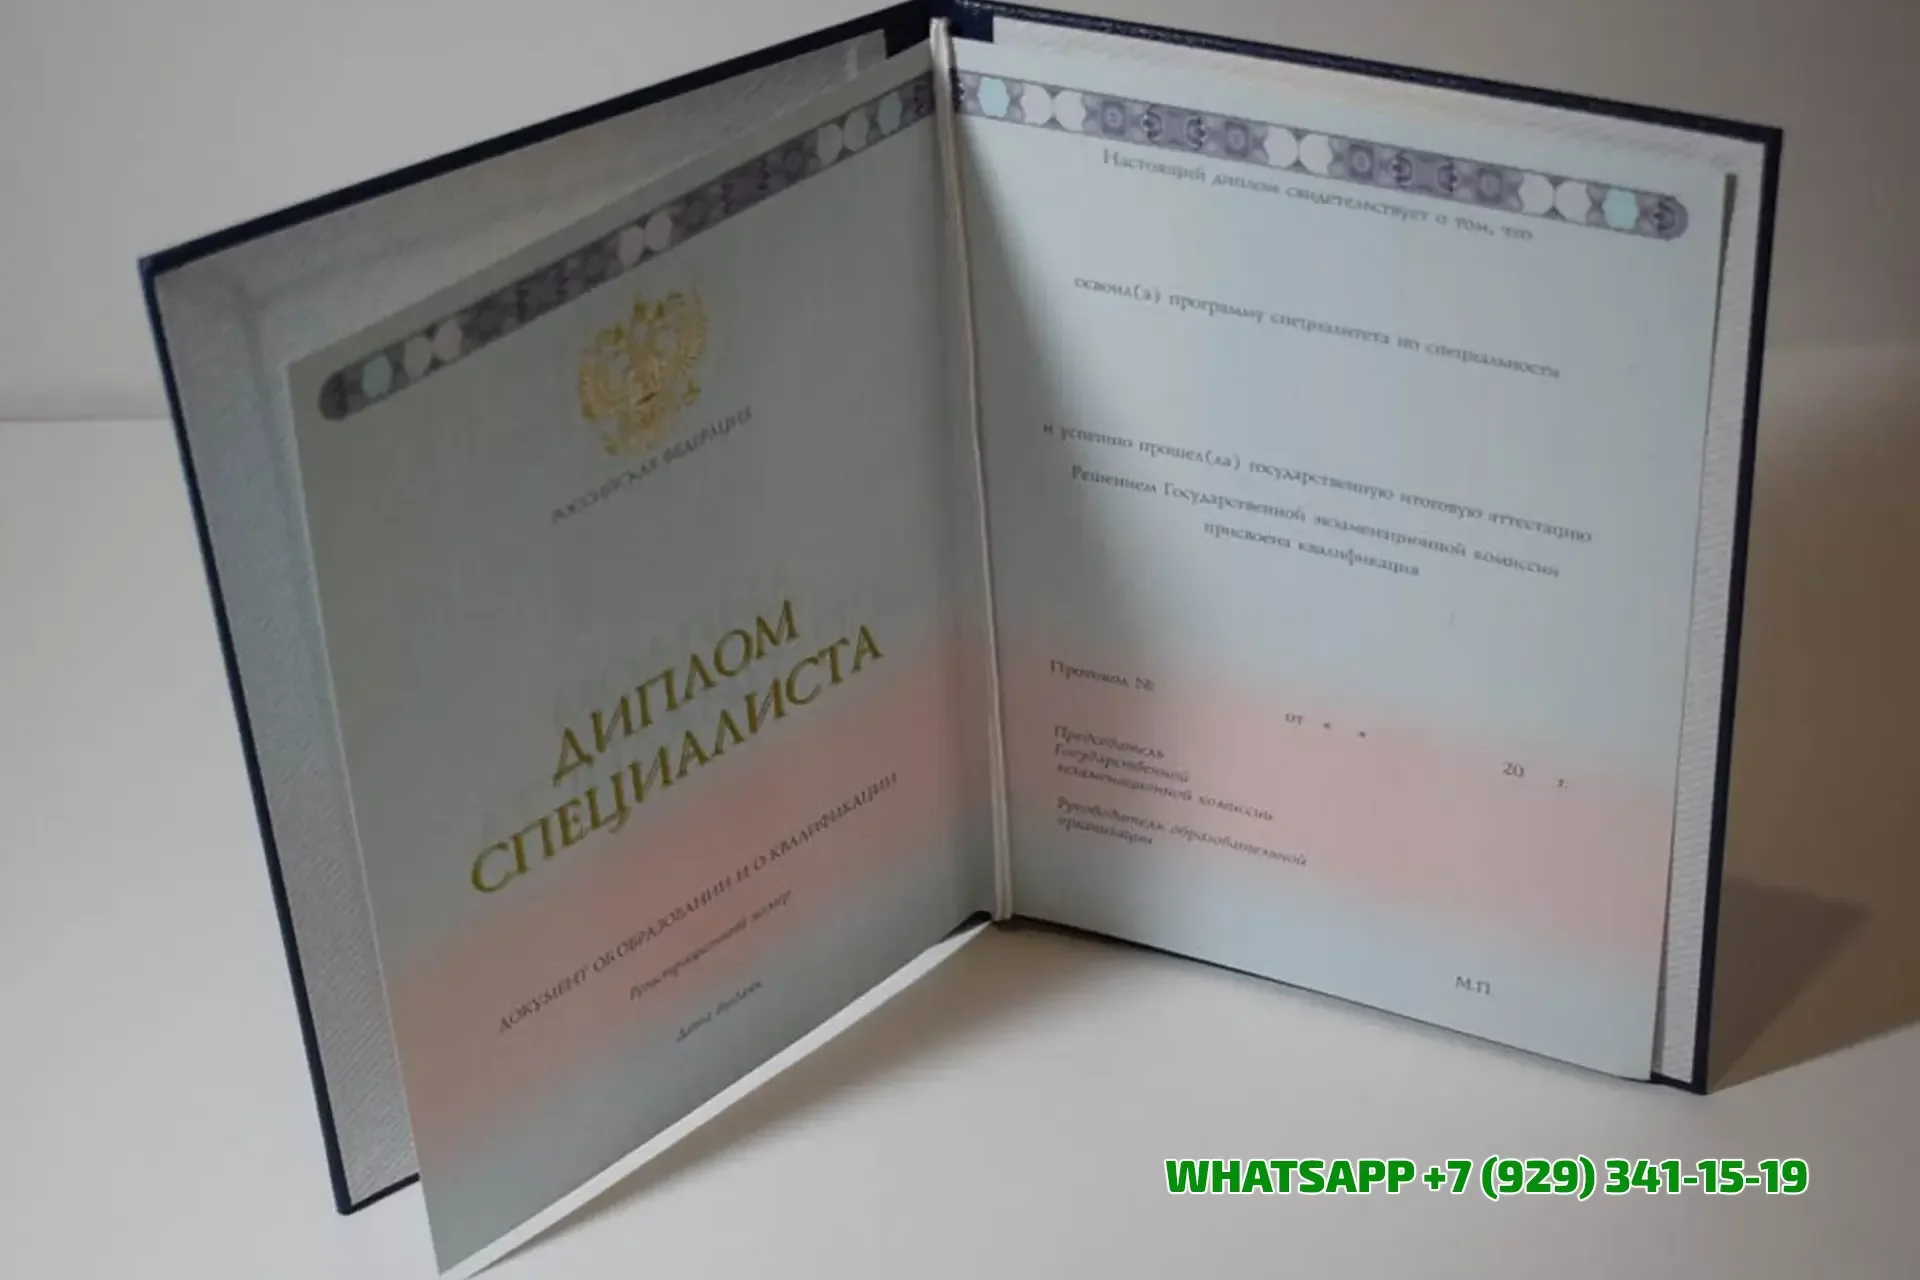 РОССИЙСКАЯ ФЕДЕРАЦИЯ
ДИПЛОМ
СПЕЦИАЛИСТА
ДОКУМЕНТ ОБ ОБРАЗОВАНИИ И О КВАЛИФИКАЦИИ
Регистрационный номер
Дата выдачи
Настоящий диплом свидетельствует о том, что
освоил(а) программу специалитета по специальности
и успешно прошел(ла) государственную итоговую аттестацию
Решением Государственной экзаменационной комиссии
присвоена квалификация
Протокол №
от « »
20 г.
Председатель
Государственной
экзаменационной комиссии
Руководитель образовательной
организации
М.П.
WHATSAPP +7 (929) 341-15-19